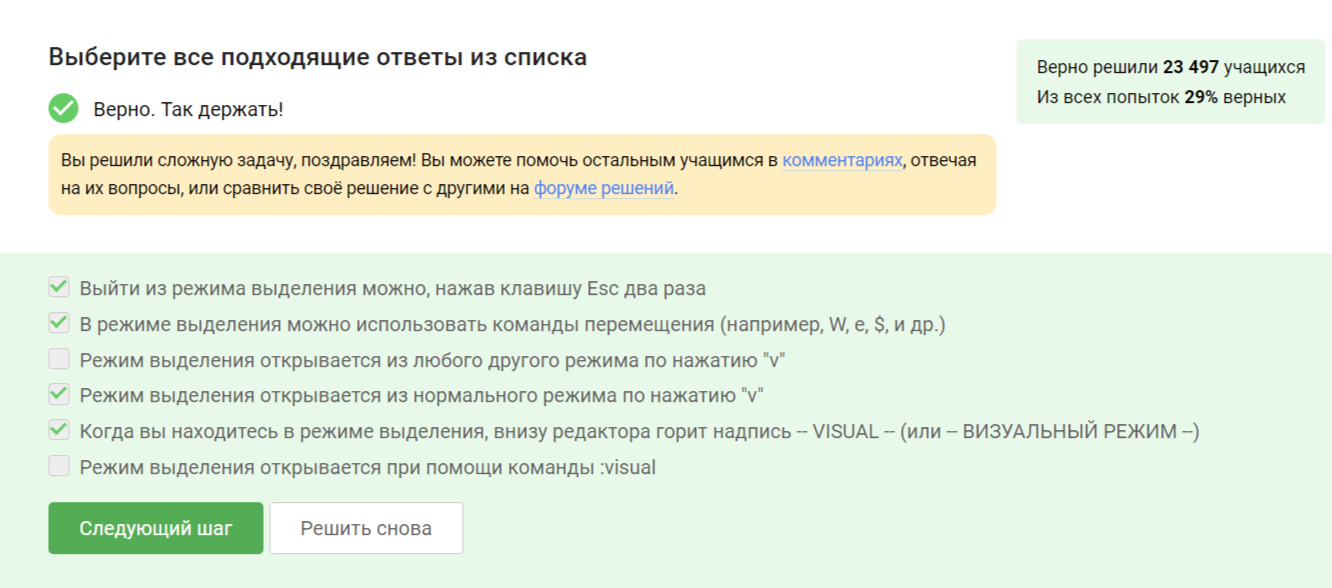 Выберите все подходящие ответы из списка
Верно решили 23 497 учащихся
Из всех попыток 29% верных
Верно. Так держать!
Вы решили сложную задачу, поздравляем! Вы можете помочь остальным учащимся в комментариях, отвечая
на их вопросы, или сравнить своё решение с другими на форуме решений.
Выйти из режима выделения можно, нажав клавишу Esc два раза
В режиме выделения можно использовать команды перемещения (например, W, e, $, и др.)
Режим выделения открывается из любого другого режима по нажатию "v"
Режим выделения открывается из нормального режима по нажатию "v"
Когда вы находитесь в режиме выделения, внизу редактора горит надпись -- VISUAL -- (или -- ВИЗУАЛЬНЫЙ РЕЖИМ --)
Режим выделения открывается при помощи команды :visual
Следующий шаг
Решить снова